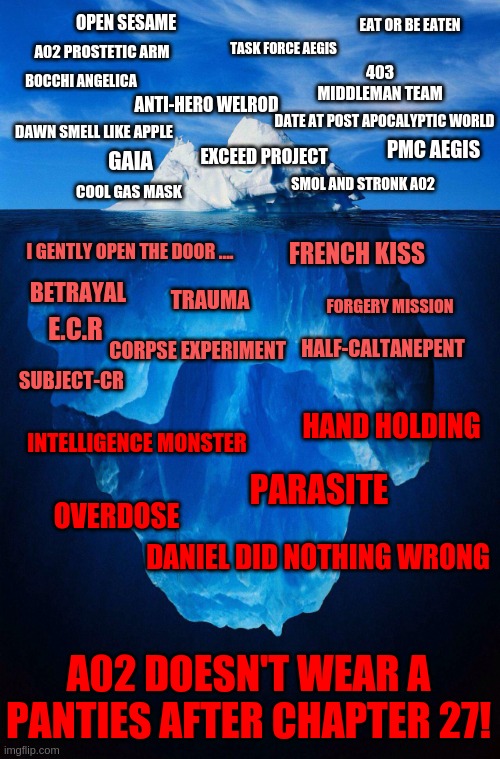 OPEN SESAME
EAT OR BE EATEN
A02 PROSTETIC ARM
TASK FORCE AEGIS
BOCCHI ANGELICA
403
MIDDLEMAN TEAM
ANTI-HERO WELROD
DATE AT POST APOCALYPTIC WORLD
DAWN SMELL LIKE APPLE
GAIA
EXCEED PROJECT
PMC AEGIS
COOL GAS MASK
SMOL AND STRONK A02
I GENTLY OPEN THE DOOR ....
FRENCH KISS
BETRAYAL
TRAUMA
FORGERY MISSION
E.C.R
CORPSE EXPERIMENT
HALF-CALTANEPENT
SUBJECT-CR
HAND HOLDING
INTELLIGENCE MONSTER
PARASITE
OVERDOSE
DANIEL DID NOTHING WRONG
A02 DOESN'T WEAR A
PANTIES AFTER CHAPTER 27!
imgflip.com